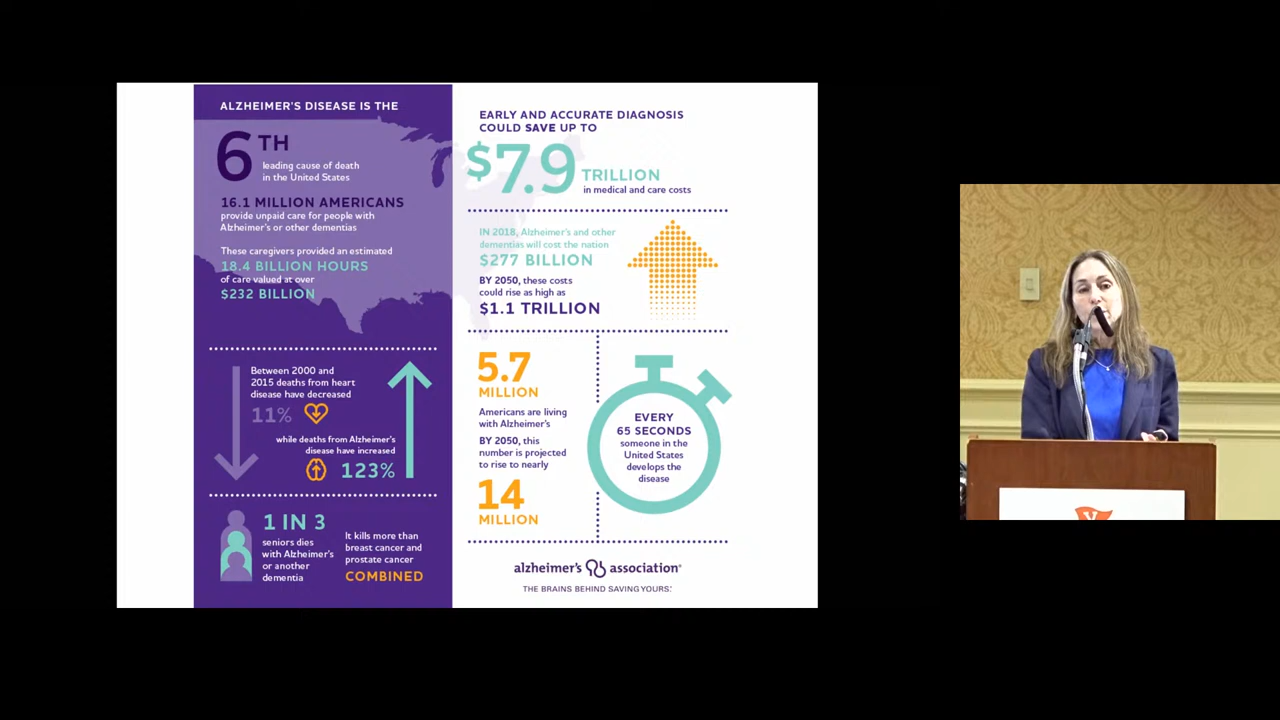 ALZHEIMER'S DISEASE IS THE
6TH
leading cause of death
in the United States
16.1 MILLION AMERICANS
provide unpaid care for people with
Alzheimer's or other dementias
These caregivers provided an estimated
18.4 BILLION HOURS
of care valued at over
$232 BILLION
Between 2000 and
2015 deaths from heart
disease have decreased
11%
while deaths from Alzheimer's
disease have increased
123%
1 IN 3
seniors dies
with Alzheimer's
or another
dementia
It kills more than
breast cancer and
prostate cancer
COMBINED
EARLY AND ACCURATE DIAGNOSIS
COULD SAVE UP TO
$7.9
TRILLION
in medical and care costs
IN 2018, Alzheimer's and other
dementias will cost the nation
$277 BILLION
BY 2050, these costs
could rise as high as
$1.1 TRILLION
5.7
MILLION
Americans are living
with Alzheimer's
BY 2050, this
number is projected
to rise to nearly
14
MILLION
EVERY
65 SECONDS
someone in the
United States
develops the
disease
alzheimer's association®
THE BRAINS BEHIND SAVING YOURS.™